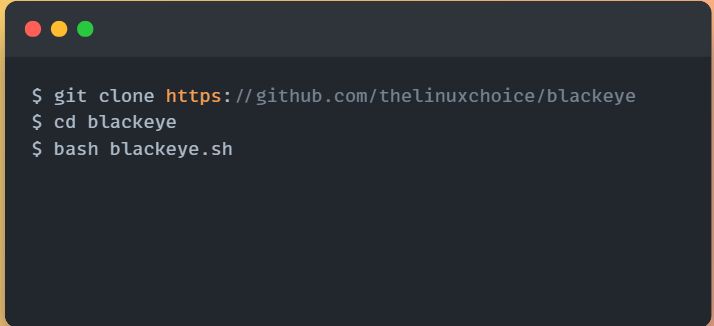 $ git clone https://github.com/thelinuxchoice/blackeye
$ cd blackeye
$ bash blackeye.sh